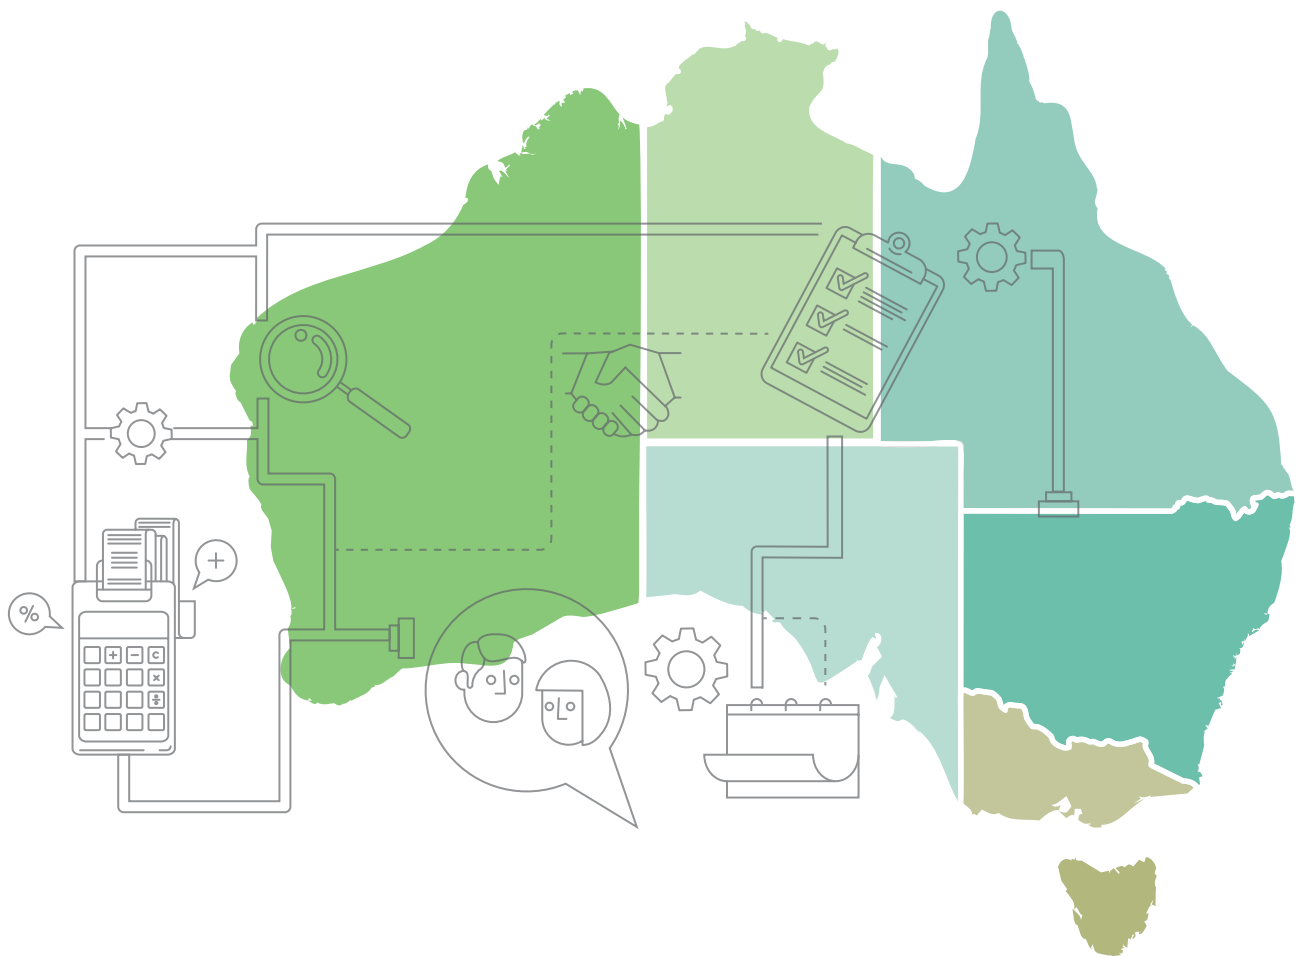 +
%
+ − C
×
÷